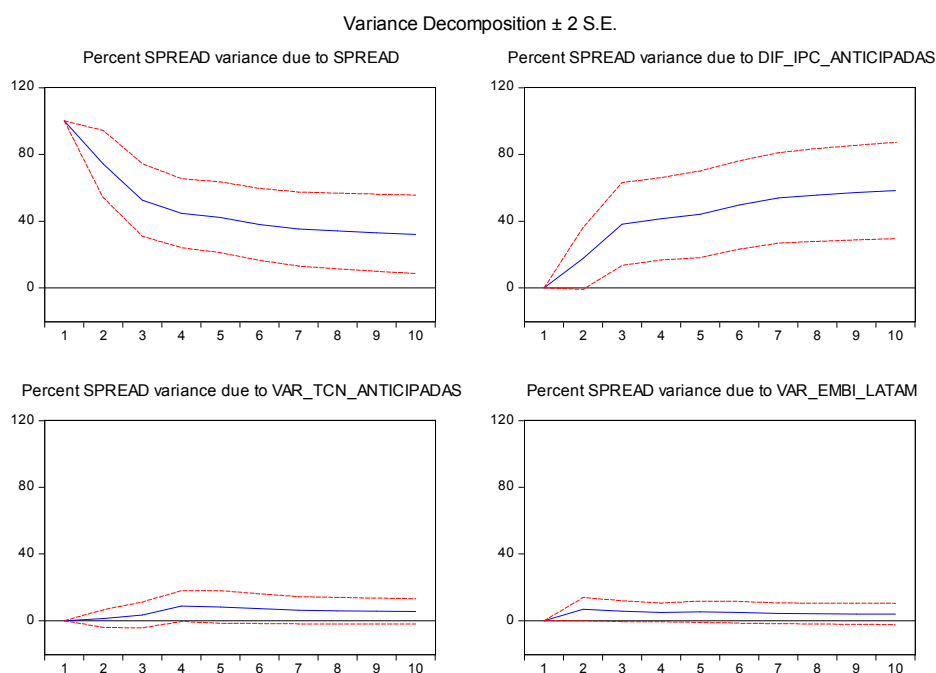 Variance Decomposition ± 2 S.E.
Percent SPREAD variance due to SPREAD
120
80
40
0
1 2 3 4 5 6 7 8 9 10
Percent SPREAD variance due to DIF_IPC_ANTICIPADAS
120
80
40
0
1 2 3 4 5 6 7 8 9 10
Percent SPREAD variance due to VAR_TCN_ANTICIPADAS
120
80
40
0
1 2 3 4 5 6 7 8 9 10
Percent SPREAD variance due to VAR_EMBI_LATAM
120
80
40
0
1 2 3 4 5 6 7 8 9 10